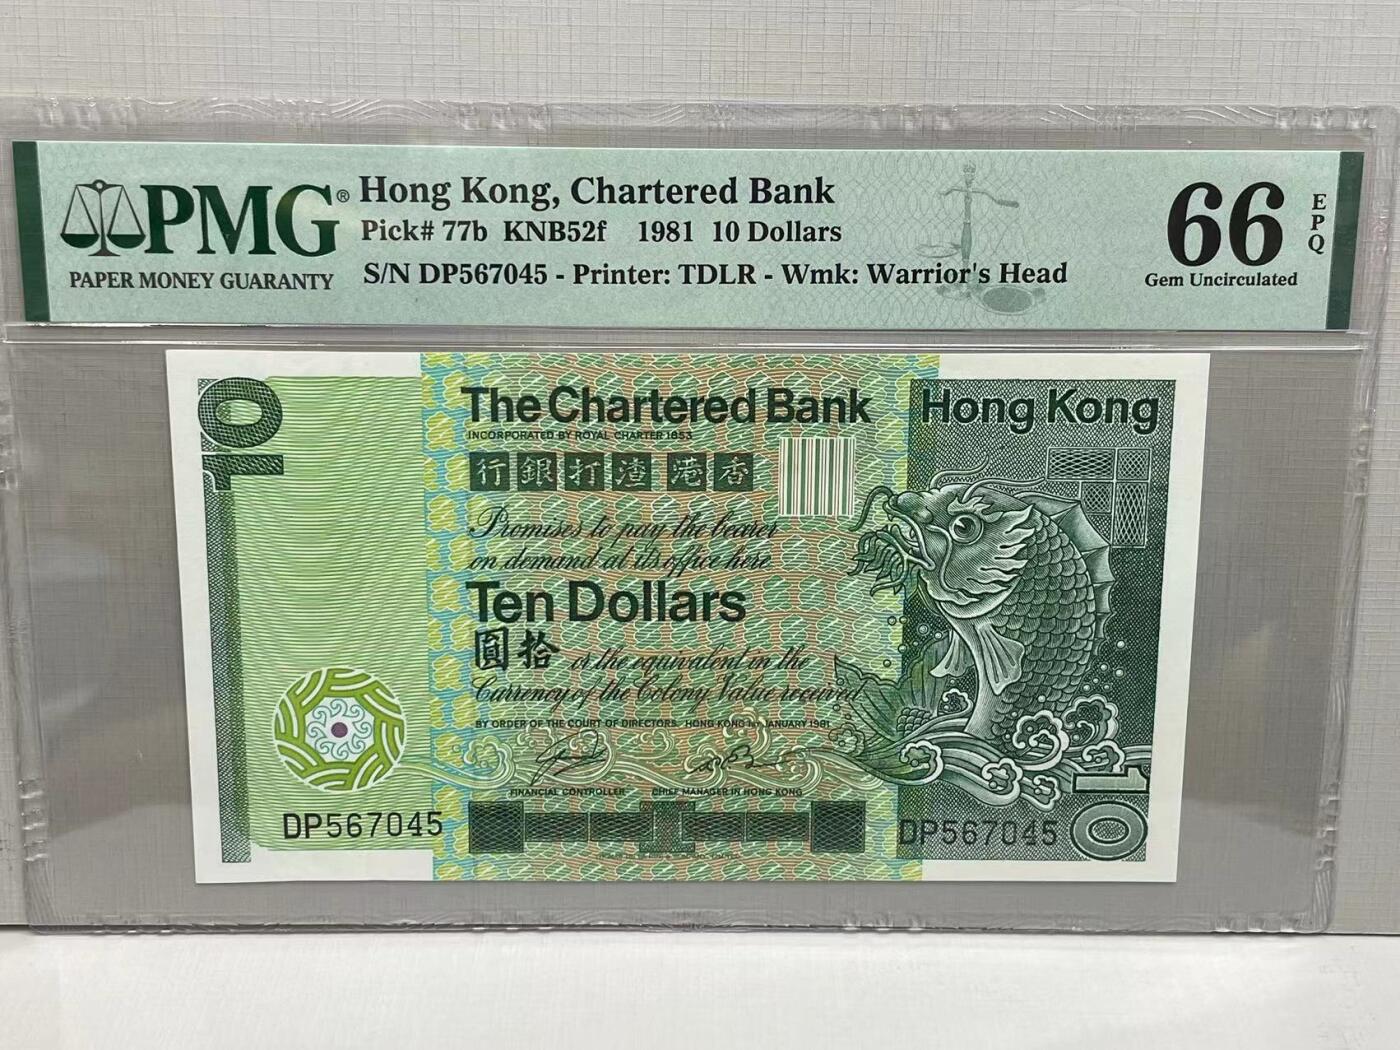 PMG®
PAPER MONEY GUARANTY
Hong Kong, Chartered Bank
Pick# 77b KNB52f 1981 10 Dollars
S/N DP567045 - Printer: TDLR - Wmk: Warrior's Head
66
EPQ
Gem Uncirculated
10
The Chartered Bank
Hong Kong
INCORPORATED BY ROYAL CHARTER 1853
行銀打渣 港香
Promises to pay the bearer
on demand at its office here
Ten Dollars
圓拾 or the equivalent in the
Currency of the Colony Value received
BY ORDER OF THE COURT OF DIRECTORS. HONG KONG 1st JANUARY 1981
FINANCIAL CONTROLLER CHIEF MANAGER IN HONG KONG
DP567045
DP567045
10